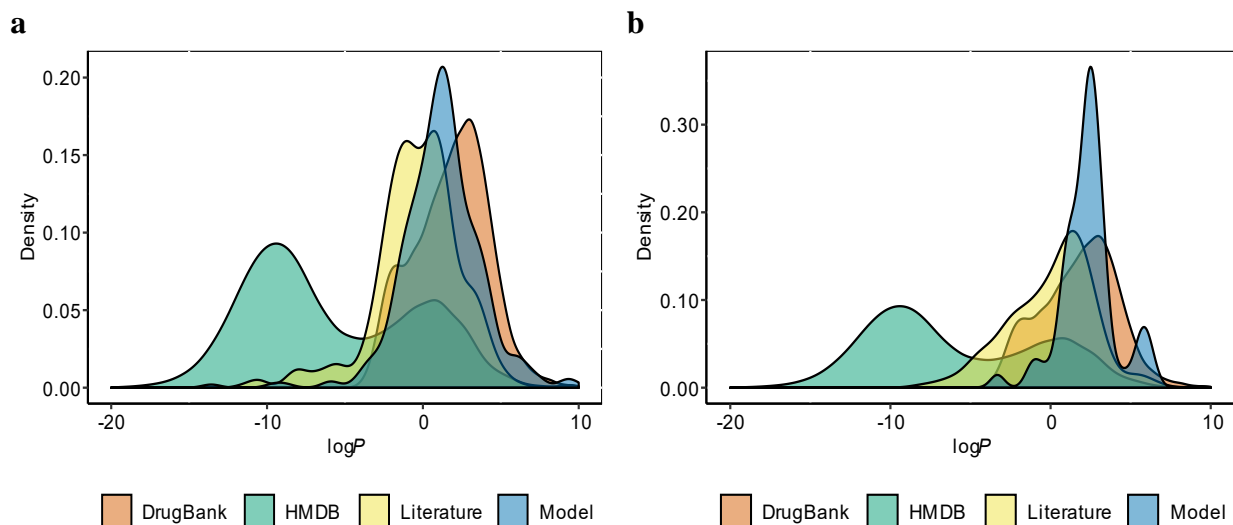 a
0.20
0.15
0.10
0.05
0.00
Density
-20
-10
0
10
logP
DrugBank
HMDB
Literature
Model
b
0.30
0.20
0.10
0.00
Density
-20
-10
0
10
logP
DrugBank
HMDB
Literature
Model